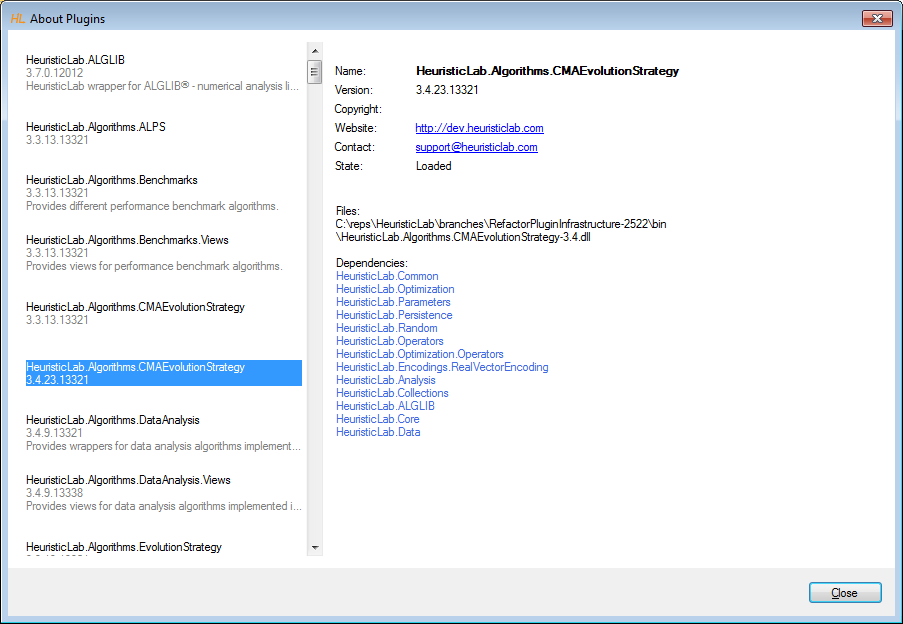 HL About Plugins
HeuristicLab.ALGLIB
3.7.0.12012
HeuristicLab wrapper for ALGLIB® - numerical analysis li...
HeuristicLab.Algorithms.ALPS
3.3.13.13321
HeuristicLab.Algorithms.Benchmarks
3.3.13.13321
Provides different performance benchmark algorithms.
HeuristicLab.Algorithms.Benchmarks.Views
3.3.13.13321
Provides views for performance benchmark algorithms.
HeuristicLab.Algorithms.CMAEvolutionStrategy
3.3.13.13321
HeuristicLab.Algorithms.CMAEvolutionStrategy
3.4.23.13321
HeuristicLab.Algorithms.DataAnalysis
3.4.9.13321
Provides wrappers for data analysis algorithms implement...
HeuristicLab.Algorithms.DataAnalysis.Views
3.4.9.13338
Provides views for data analysis algorithms implemented i...
HeuristicLab.Algorithms.EvolutionStrategy
Name: HeuristicLab.Algorithms.CMAEvolutionStrategy
Version: 3.4.23.13321
Copyright:
Website: http://dev.heuristiclab.com
Contact: support@heuristiclab.com
State: Loaded
Files:
C:\reps\HeuristicLab\branches\RefactorPluginInfrastructure-2522\bin
\HeuristicLab.Algorithms.CMAEvolutionStrategy-3.4.dll
Dependencies:
HeuristicLab.Common
HeuristicLab.Optimization
HeuristicLab.Parameters
HeuristicLab.Persistence
HeuristicLab.Random
HeuristicLab.Operators
HeuristicLab.Optimization.Operators
HeuristicLab.Encodings.RealVectorEncoding
HeuristicLab.Analysis
HeuristicLab.Collections
HeuristicLab.ALGLIB
HeuristicLab.Core
HeuristicLab.Data
Close